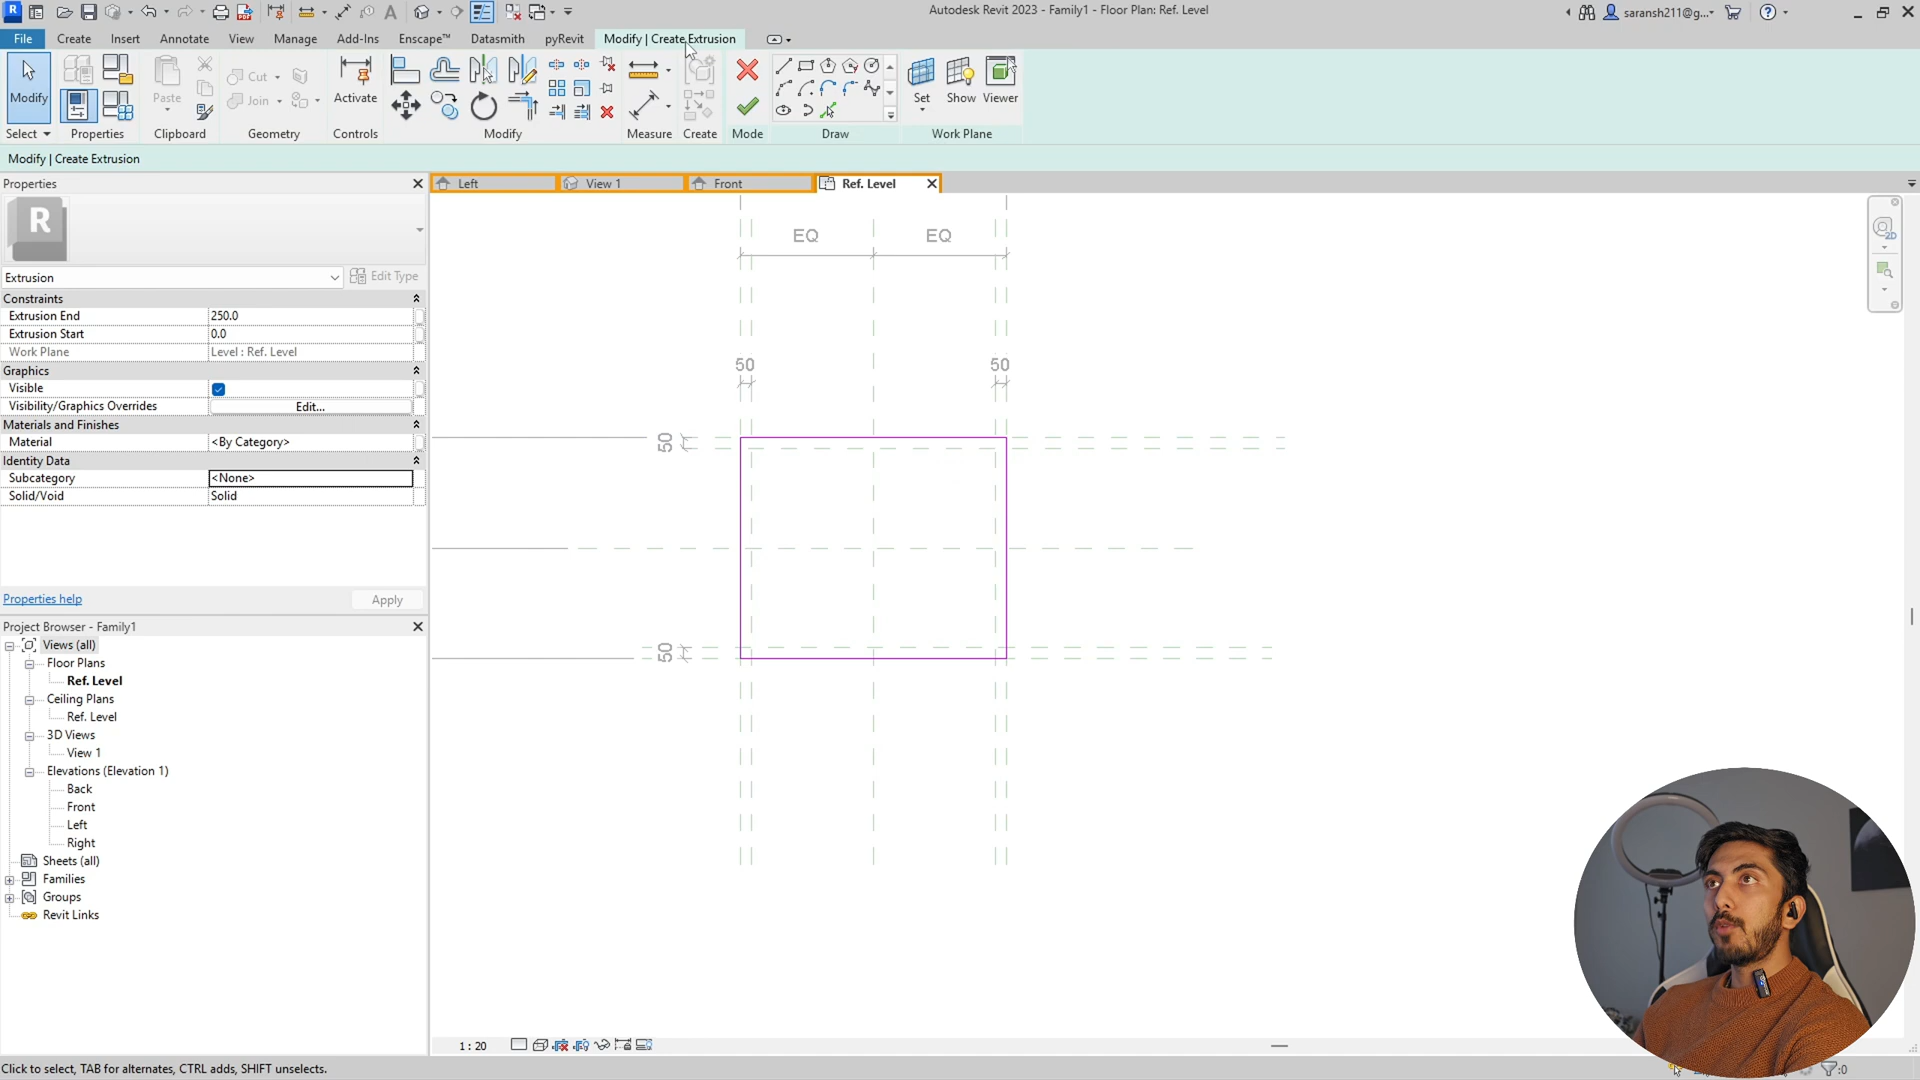 Autodesk Revit 2023 - Family1 - Floor Plan: Ref. Level
saransh211@g...
File Create Insert Annotate View Manage Add-Ins Enscape™ Datasmith pyRevit Modify | Create Extrusion
Modify
Paste
Cut
Join
Activate
Set
Show
Viewer
Select Properties Clipboard Geometry Controls Modify Measure Create Mode Draw Work Plane
Modify | Create Extrusion
Properties
R
Extrusion
Edit Type
Constraints
Extrusion End 250.0
Extrusion Start 0.0
Work Plane Level : Ref. Level
Graphics
Visible
Visibility/Graphics Overrides Edit...
Materials and Finishes
Material <By Category>
Identity Data
Subcategory <None>
Solid/Void Solid
Properties help
Apply
Project Browser - Family1
Views (all)
Floor Plans
Ref. Level
Ceiling Plans
Ref. Level
3D Views
View 1
Elevations (Elevation 1)
Back
Front
Left
Right
Sheets (all)
Families
Groups
Revit Links
Left
View 1
Front
Ref. Level
2D
EQ EQ
50 50
50
50
1 : 20
Click to select, TAB for alternates, CTRL adds, SHIFT unselects.
:0